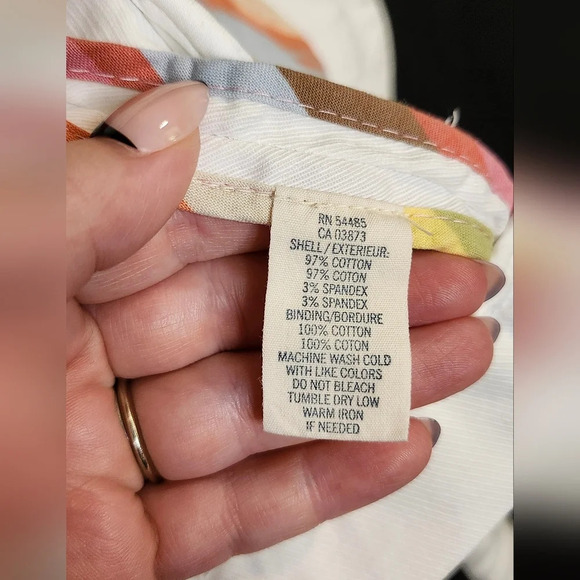 RN 54485
CA 03873
SHELL/EXTERIEUR:
97% COTTON
97% COTON
3% SPANDEX
3% SPANDEX
BINDING/BORDURE
100% COTTON
100% COTON
MACHINE WASH COLD
WITH LIKE COLORS
DO NOT BLEACH
TUMBLE DRY LOW
WARM IRON
IF NEEDED